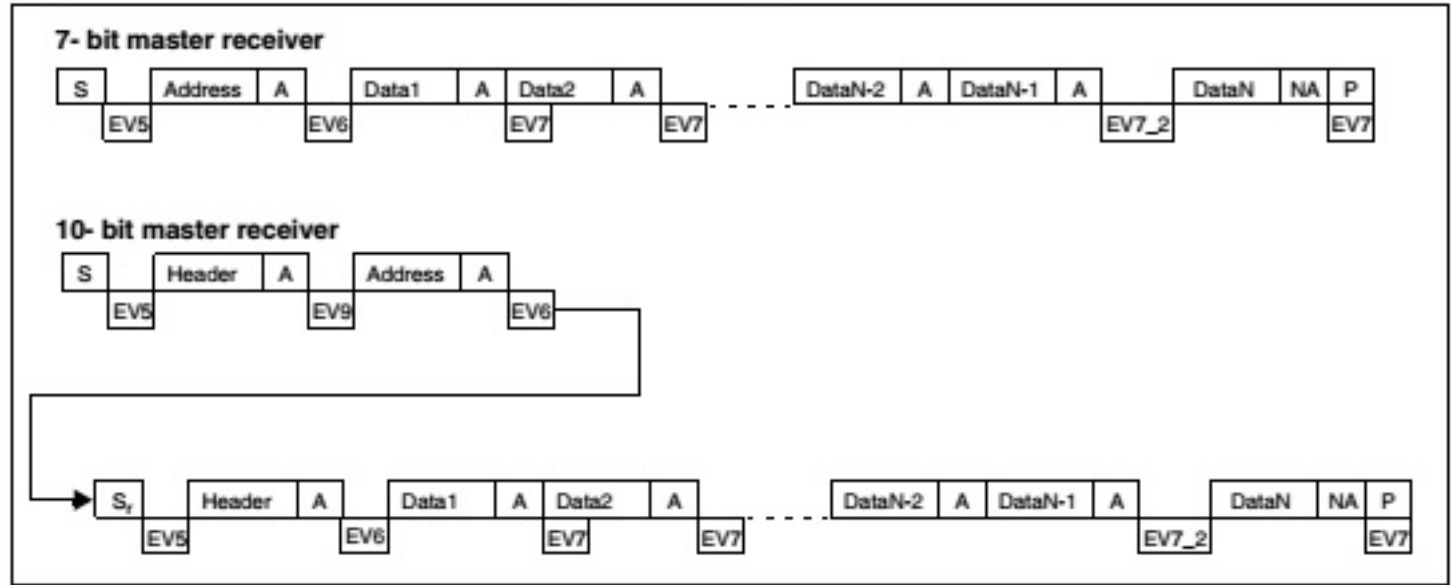 7- bit master receiver
S Address A Data1 A Data2 A DataN-2 A DataN-1 A DataN NA P
EV5 EV6 EV7 EV7 EV7_2 EV7
10- bit master receiver
S Header A Address A
EV5 EV9 EV6
Sr Header A Data1 A Data2 A DataN-2 A DataN-1 A DataN NA P
EV5 EV6 EV7 EV7 EV7_2 EV7